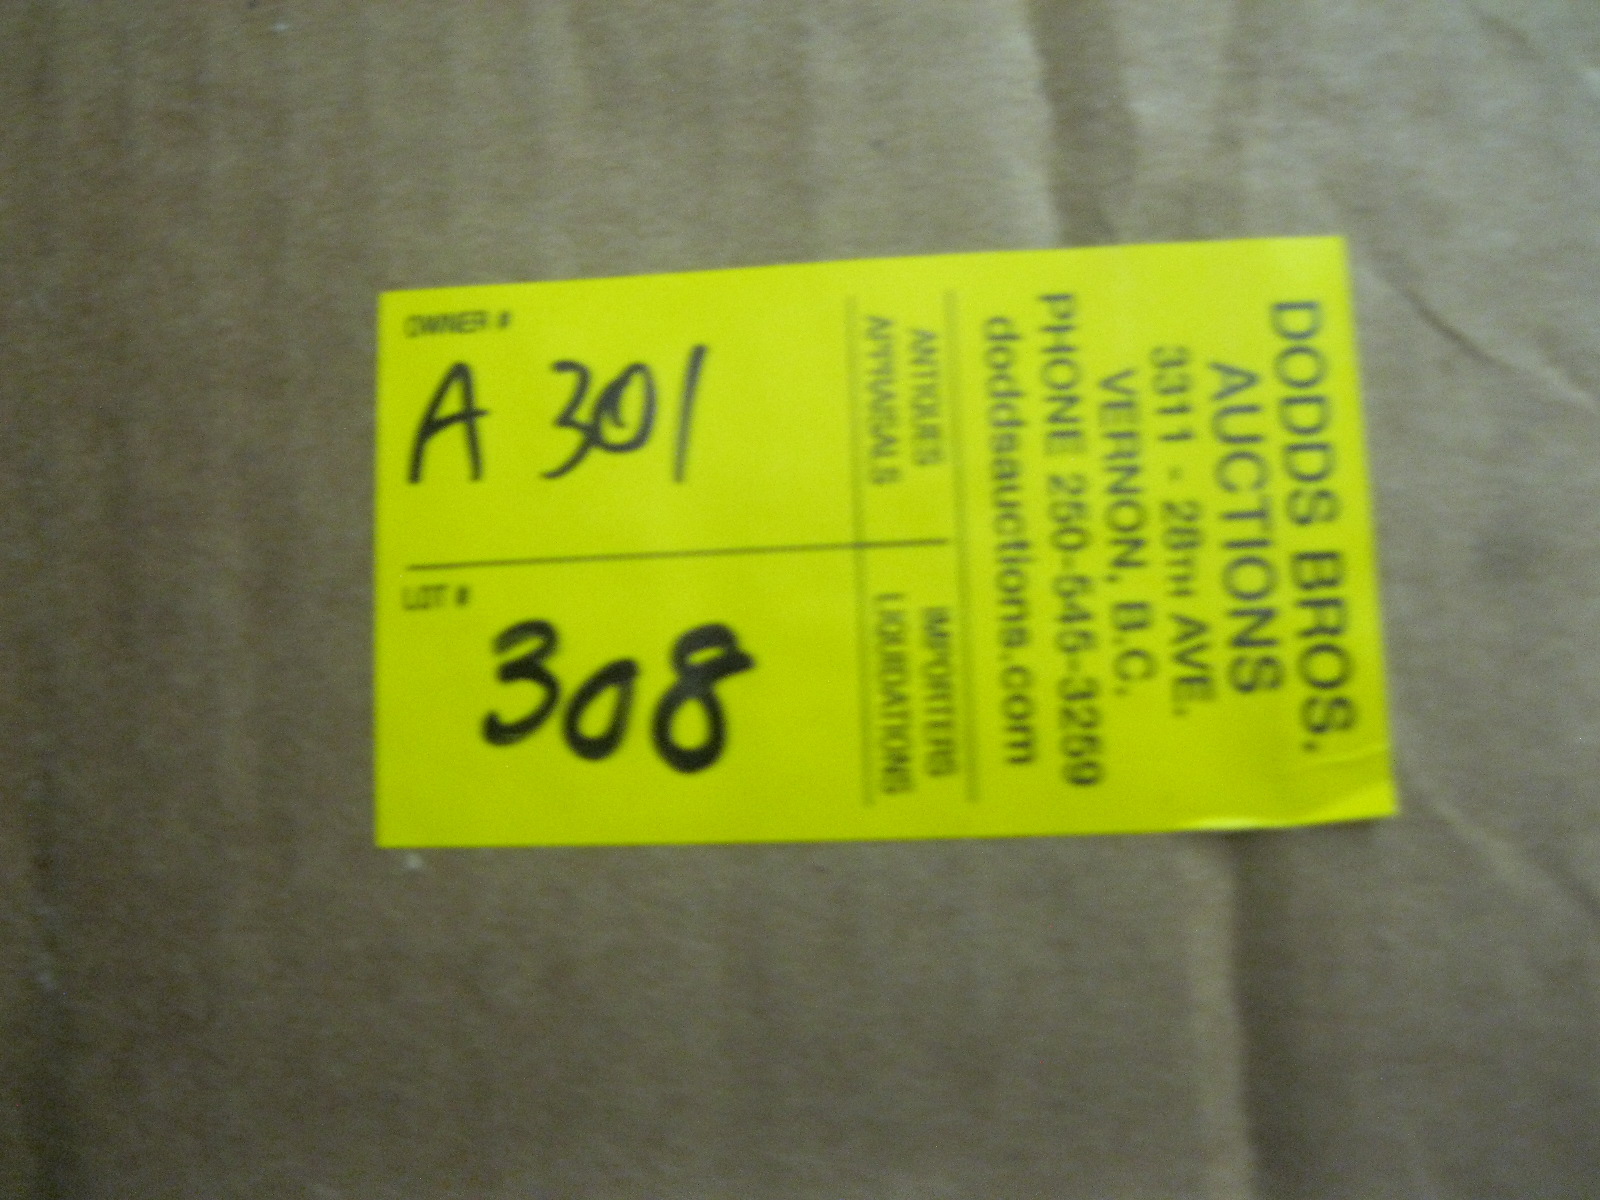 OWNER #
A 301
LOT #
308
ANTIQUES
APPRAISALS
IMPORTERS
LIQUIDATIONS
DODDS BROS.
AUCTIONS
3311 - 28TH AVE.
VERNON, B.C.
PHONE 250-545-3259
doddsauctions.com